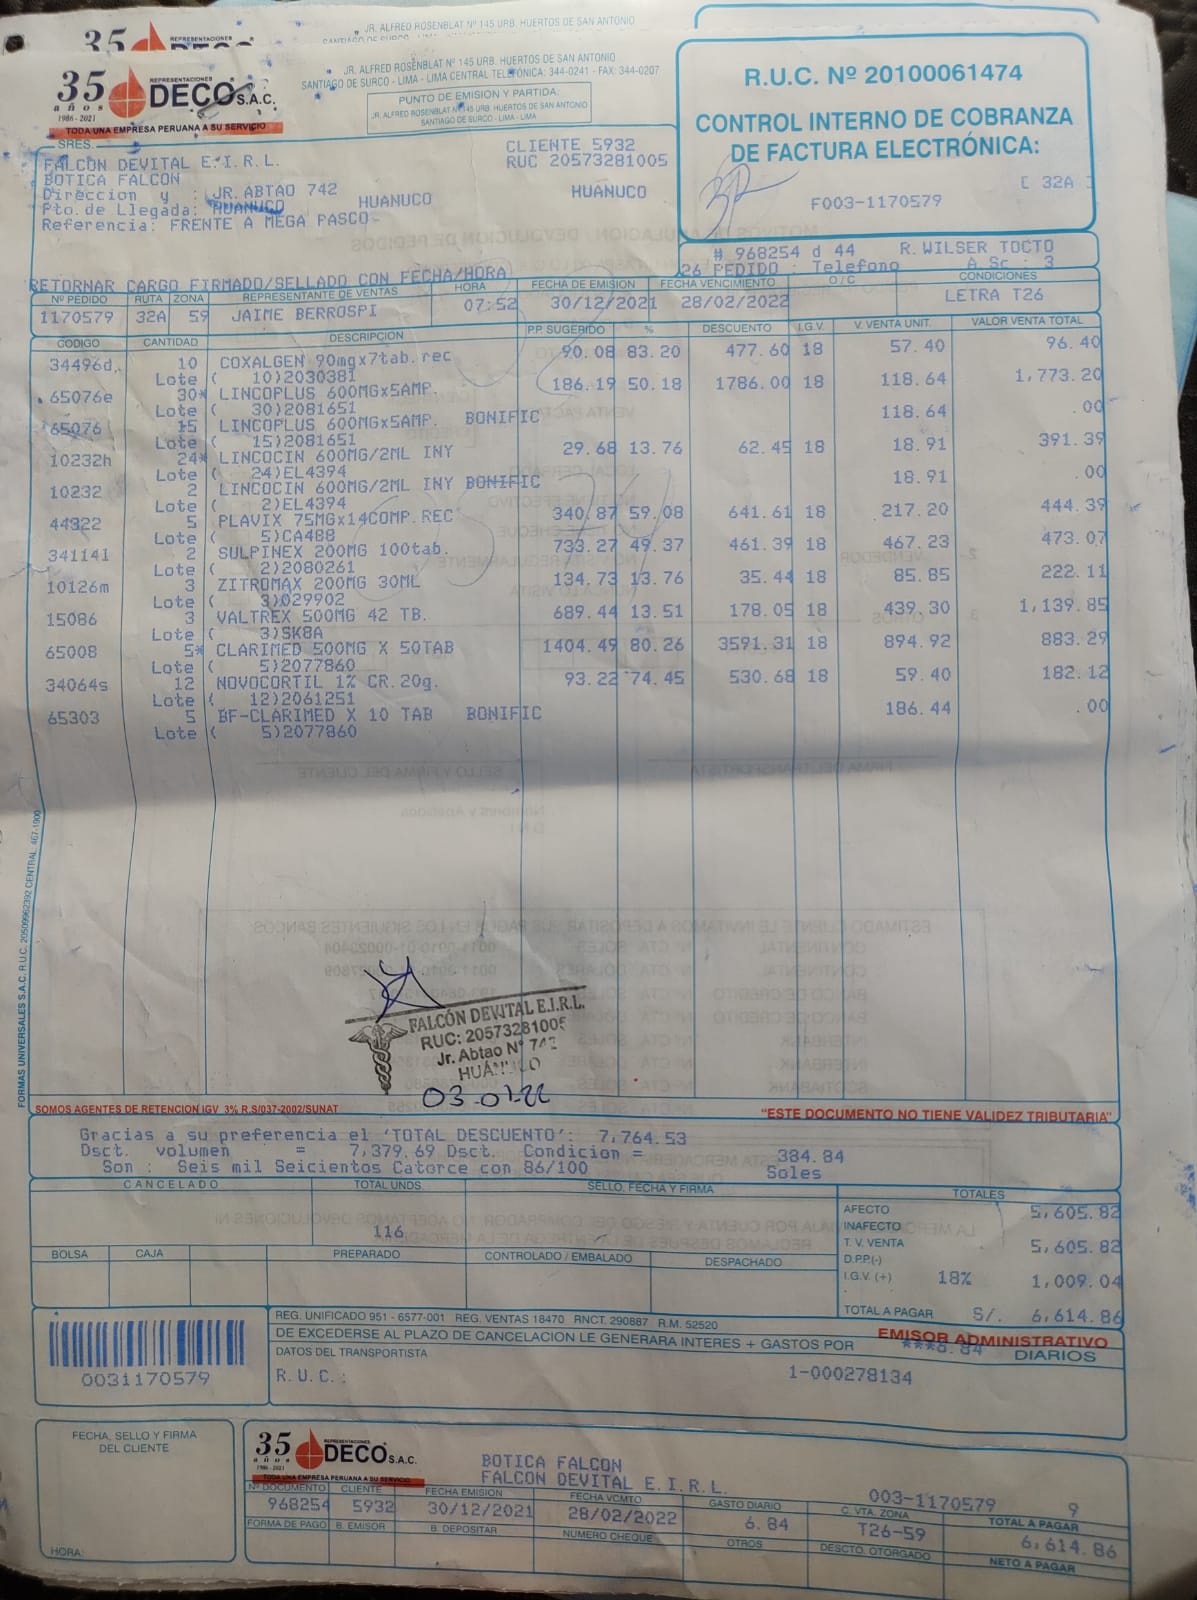 JR. ALFRED ROSENBLAT Nº 145 URB. HUERTOS DE SAN ANTONIO
35 REPRESENTACIONES DECO
JR. ALFRED ROSENBLAT Nº 145 URB. HUERTOS DE SAN ANTONIO
SANTIAGO DE SURCO - LIMA - LIMA CENTRAL TELEFÓNICA: 344-0241 - FAX: 344-0207
35 años 1986 - 2021 REPRESENTACIONES DECO S.A.C.
TODA UNA EMPRESA PERUANA A SU SERVICIO
PUNTO DE EMISION Y PARTIDA:
JR. ALFRED ROSENBLAT Nº 145 URB. HUERTOS DE SAN ANTONIO
SANTIAGO DE SURCO - LIMA - LIMA
R.U.C. Nº 20100061474
CONTROL INTERNO DE COBRANZA
DE FACTURA ELECTRÓNICA:
[ 32A ]
F003-1170579
SRES.
FALCON DEVITAL E.I.R.L.
BOTICA FALCON
Direccion y : JR. ABTAO 742
Pto. de Llegada: HUANUCO HUANUCO
Referencia: FRENTE A MEGA PASCO
CLIENTE 5932
RUC 20573281005
HUANUCO
# 968254 d 44 R. WILSER TOCTO
26 PEDIDO : Telefono A Sc : 3
RETORNAR CARGO FIRMADO/SELLADO CON FECHA/HORA
Nº PEDIDO RUTA ZONA REPRESENTANTE DE VENTAS HORA FECHA DE EMISION FECHA VENCIMIENTO O/C CONDICIONES
1170579 32A 59 JAIME BERROSPI 07:52 30/12/2021 28/02/2022 LETRA T26
CODIGO CANTIDAD DESCRIPCION P.P. SUGERIDO % DESCUENTO I.G.V. V. VENTA UNIT. VALOR VENTA TOTAL
34496d. 10 COXALGEN 90mgx7tab.rec 90.08 83.20 477.60 18 57.40 96.40
Lote ( 10)2030381
65076e 30* LINCOPLUS 600MGx5AMP. 186.19 50.18 1786.00 18 118.64 1,773.20
Lote ( 30)2081651
65076 15 LINCOPLUS 600MGx5AMP. BONIFIC 118.64 .00
Lote ( 15)2081651
10232h 24* LINCOCIN 600MG/2ML INY 29.68 13.76 62.45 18 18.91 391.39
Lote ( 24)EL4394
10232 2 LINCOCIN 600MG/2ML INY BONIFIC 18.91 .00
Lote ( 2)EL4394
44322 5 PLAVIX 75MGx14COMP.REC 340.87 59.08 641.61 18 217.20 444.39
Lote ( 5)CA488
341141 2 SULPINEX 200MG 100tab. 733.27 49.37 461.39 18 467.23 473.07
Lote ( 2)2080261
10126m 3 ZITROMAX 200MG 30ML 134.73 13.76 35.44 18 85.85 222.11
Lote ( 3)029902
15086 3 VALTREX 500MG 42 TB. 689.44 13.51 178.05 18 439.30 1,139.85
Lote ( 3)SK8A
65008 5* CLARIMED 500MG X 50TAB 1404.49 80.26 3591.31 18 894.92 883.29
Lote ( 5)2077860
34064s 12 NOVOCORTIL 1% CR.20g. 93.22 74.45 530.68 18 59.40 182.12
Lote ( 12)2061251
65303 5 BF-CLARIMED X 10 TAB BONIFIC 186.44 .00
Lote ( 5)2077860
FORMAS UNIVERSALES S.A.C. R.U.C. 20509962392 CENTRAL. 467-1900
FALCÓN DEVITAL E.I.R.L.
RUC: 20573281005
Jr. Abtao N° 742
HUÁNUCO
03-01-22
SOMOS AGENTES DE RETENCION IGV 3% R.S/037-2002/SUNAT
"ESTE DOCUMENTO NO TIENE VALIDEZ TRIBUTARIA"
Gracias a su preferencia el 'TOTAL DESCUENTO': 7,764.53
Dsct. volumen = 7,379.69 Dsct. Condicion = 384.84
Son : Seis mil Seicientos Catorce con 86/100 Soles
CANCELADO TOTAL UNDS. SELLO, FECHA Y FIRMA TOTALES
116
AFECTO 5,605.82
INAFECTO
T. V. VENTA 5,605.82
D.P.P.(-)
I.G.V. (+) 18% 1,009.04
TOTAL A PAGAR S/. 6,614.86
BOLSA CAJA PREPARADO CONTROLADO / EMBALADO DESPACHADO
0031170579
REG. UNIFICADO 951 - 6577-001 REG. VENTAS 18470 RNCT. 290887 R.M. 52520
DE EXCEDERSE AL PLAZO DE CANCELACION LE GENERARA INTERES + GASTOS POR ***6.84 DIARIOS
EMISOR ADMINISTRATIVO
DATOS DEL TRANSPORTISTA
R.U.C.: 1-000278134
FECHA, SELLO Y FIRMA
DEL CLIENTE
HORA:
35 años 1986 - 2021 REPRESENTACIONES DECO S.A.C.
TODA UNA EMPRESA PERUANA A SU SERVICIO
BOTICA FALCON
FALCON DEVITAL E.I.R.L.
003-1170579 9
Nº DOCUMENTO CLIENTE FECHA EMISION FECHA VCMTO GASTO DIARIO C. VTA. ZONA TOTAL A PAGAR
968254 5932 30/12/2021 28/02/2022 6.84 T26-59 6,614.86
FORMA DE PAGO B. EMISOR B. DEPOSITAR NUMERO CHEQUE OTROS DESCTO. OTORGADO NETO A PAGAR